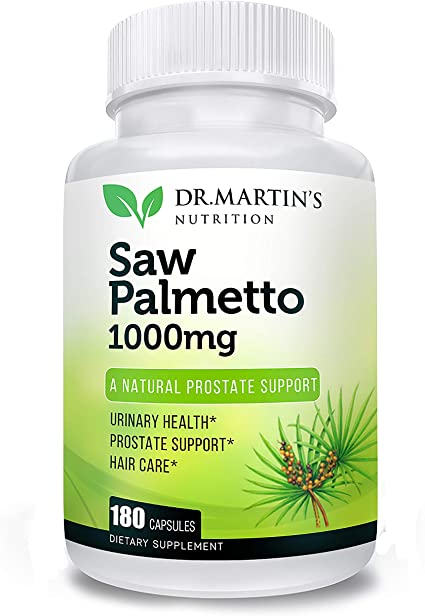 DR.MARTIN'S
NUTRITION
Saw
Palmetto
1000mg
A NATURAL PROSTATE SUPPORT
URINARY HEALTH*
PROSTATE SUPPORT*
HAIR CARE*
180 CAPSULES
DIETARY SUPPLEMENT